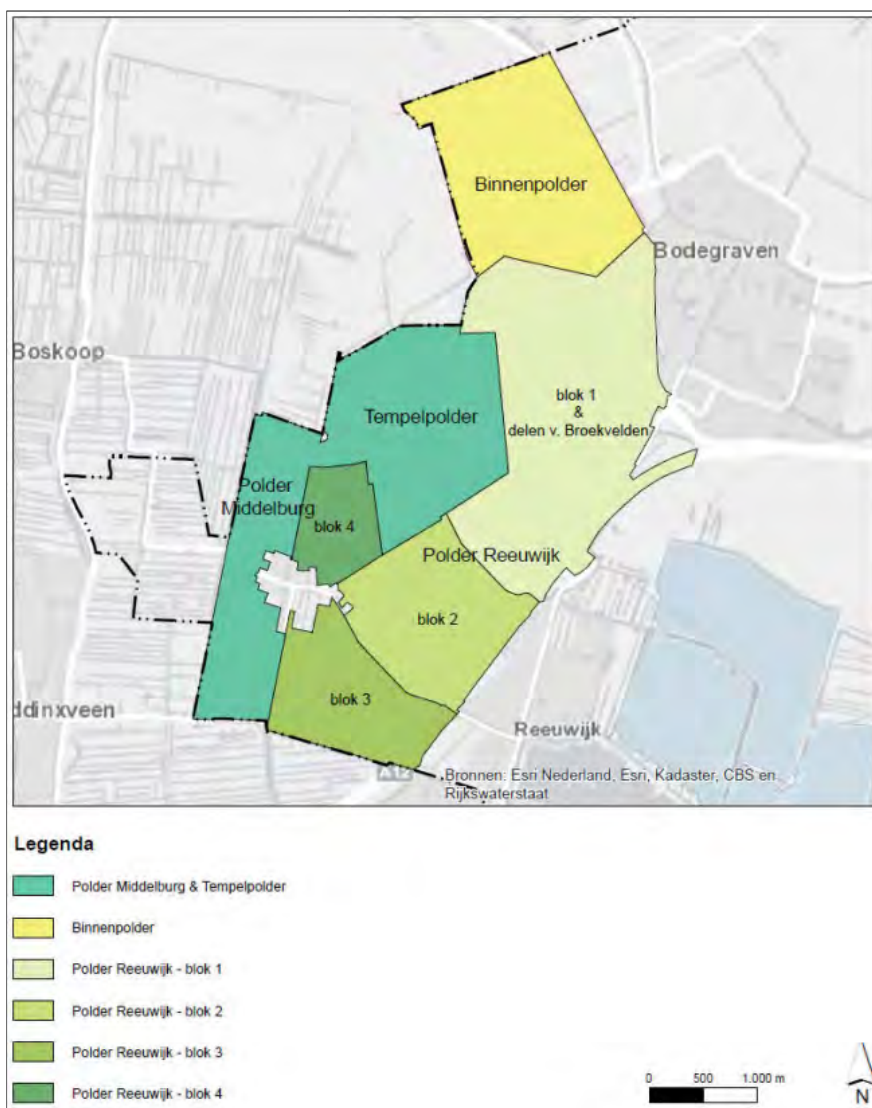 Binnenpolder
Bodegraven
Boskoop
blok 1
&
delen v. Broekvelden
Tempelpolder
Polder
Middelburg
blok 4
Polder Reeuwijk
blok 2
blok 3
ddinxveen
Reeuwijk
A12
Bronnen: Esri Nederland, Esri, Kadaster, CBS en
Rijkswaterstaat
Legenda
Polder Middelburg & Tempelpolder
Binnenpolder
Polder Reeuwijk - blok 1
Polder Reeuwijk - blok 2
Polder Reeuwijk - blok 3
Polder Reeuwijk - blok 4
0 500 1.000 m
N